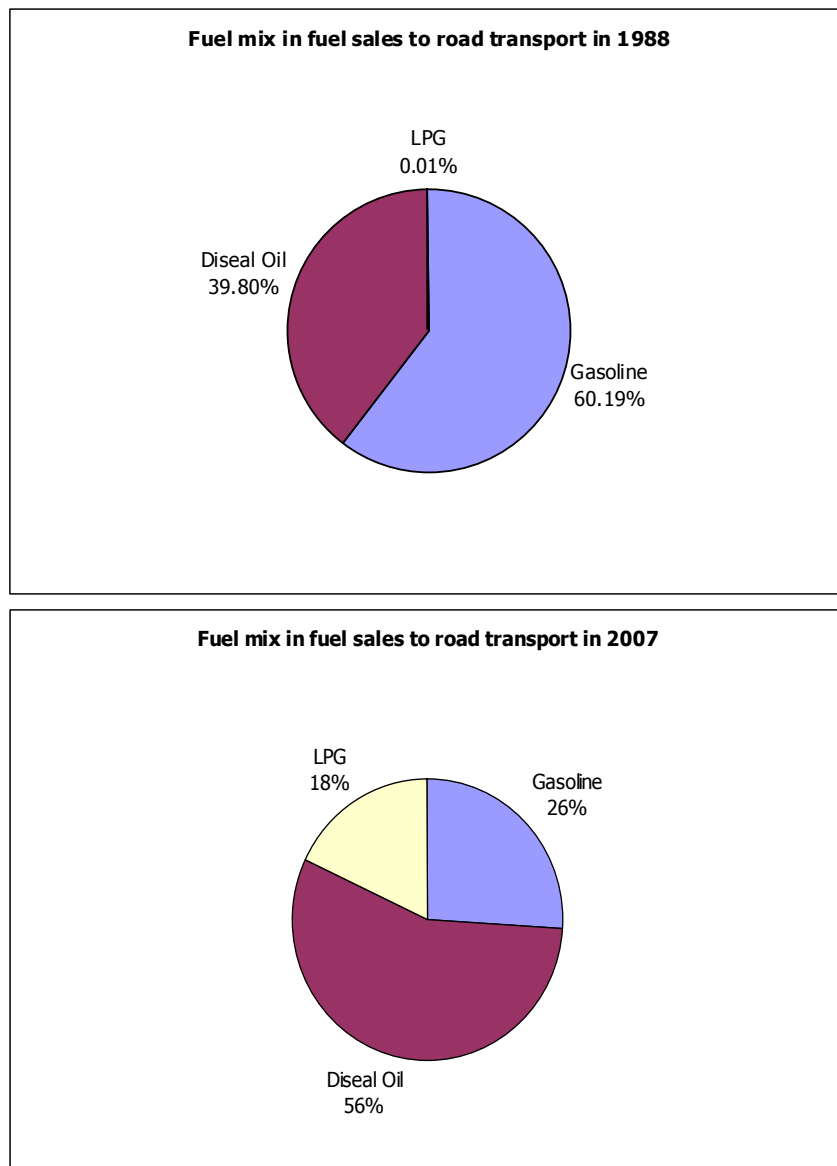 Fuel mix in fuel sales to road transport in 1988
LPG
0.01%
Diseal Oil
39.80%
Gasoline
60.19%
Fuel mix in fuel sales to road transport in 2007
LPG
18%
Gasoline
26%
Diseal Oil
56%